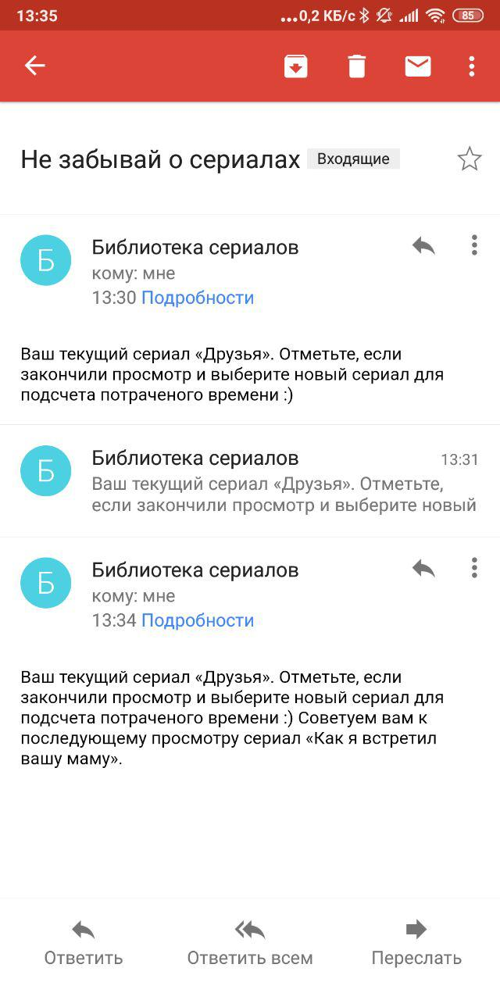 13:35 ...0,2 КБ/с 85
Не забывай о сериалах Входящие
Б
Библиотека сериалов
кому: мне
13:30 Подробности
Ваш текущий сериал «Друзья». Отметьте, если
закончили просмотр и выберите новый сериал для
подсчета потраченого времени :)
Б
Библиотека сериалов 13:31
Ваш текущий сериал «Друзья». Отметьте,
если закончили просмотр и выберите новый
Б
Библиотека сериалов
кому: мне
13:34 Подробности
Ваш текущий сериал «Друзья». Отметьте, если
закончили просмотр и выберите новый сериал для
подсчета потраченого времени :) Советуем вам к
последующему просмотру сериал «Как я встретил
вашу маму».
Ответить Ответить всем Переслать